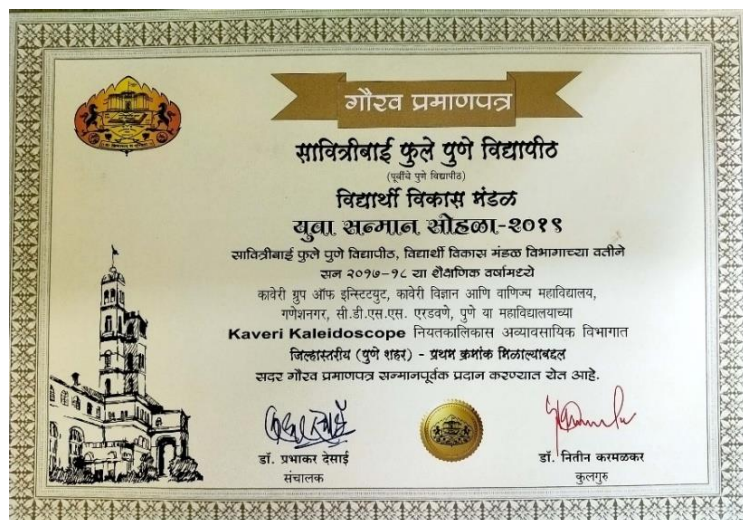 गौरव प्रमाणपत्र
सावित्रीबाई फुले पुणे विद्यापीठ
(पूर्वीचे पुणे विद्यापीठ)
विद्यार्थी विकास मंडळ
युवा सन्मान सोहळा-२०१९
सावित्रीबाई फुले पुणे विद्यापीठ, विद्यार्थी विकास मंडळ विभागाच्या वतीने
सन २०१७-१८ या शैक्षणिक वर्षामध्ये
कावेरी ग्रुप ऑफ इन्स्टिटयुट, कावेरी विज्ञान आणि वाणिज्य महाविद्यालय,
गणेशनगर, सी.डी.एस.एस. एरडवणे, पुणे या महाविद्यालयाच्या
Kaveri Kaleidoscope नियतकालिकास अव्यावसायिक विभागात
जिल्हास्तरीय (पुणे शहर) - प्रथम क्रमांक मिळाल्याबद्दल
सदर गौरव प्रमाणपत्र सन्मानपूर्वक प्रदान करण्यात येत आहे.
डॉ. प्रभाकर देसाई
संचालक
डॉ. नितीन करमळकर
कुलगुरु